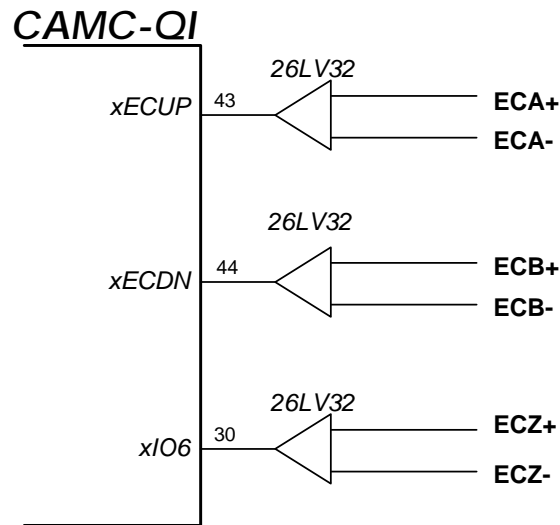 CAMC-QI
26LV32
xECUP 43 ECA+
ECA-
26LV32
xECDN 44 ECB+
ECB-
26LV32
xIO6 30 ECZ+
ECZ-